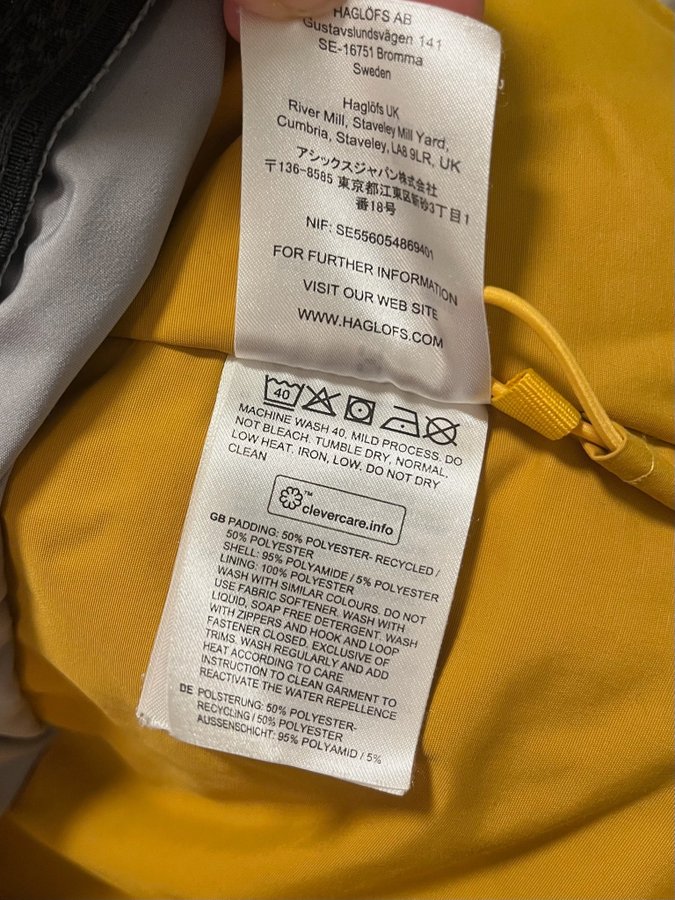 HAGLÖFS AB
Gustavslundsvägen 141
SE-16751 Bromma
Sweden
Haglöfs UK
River Mill, Staveley Mill Yard,
Cumbria, Staveley, LA8 9LR, UK
アシックスジャパン株式会社
〒136-8585 東京都江東区新砂3丁目1
番18号
NIF: SE556054869401
FOR FURTHER INFORMATION
VISIT OUR WEB SITE
WWW.HAGLOFS.COM
40
MACHINE WASH 40, MILD PROCESS. DO
NOT BLEACH. TUMBLE DRY, NORMAL,
LOW HEAT. IRON, LOW. DO NOT DRY
CLEAN
™
clevercare.info
GB PADDING: 50% POLYESTER- RECYCLED /
50% POLYESTER
SHELL: 95% POLYAMIDE / 5% POLYESTER
LINING: 100% POLYESTER
WASH WITH SIMILAR COLOURS. DO NOT
USE FABRIC SOFTENER. WASH WITH
LIQUID, SOAP FREE DETERGENT. WASH
WITH ZIPPERS AND HOOK AND LOOP
FASTENER CLOSED. EXCLUSIVE OF
TRIMS. WASH REGULARLY AND ADD
HEAT ACCORDING TO CARE
INSTRUCTION TO CLEAN GARMENT TO
REACTIVATE THE WATER REPELLENCE
DE POLSTERUNG: 50% POLYESTER-
RECYCLING / 50% POLYESTER
AUSSENSCHICHT: 95% POLYAMID / 5%